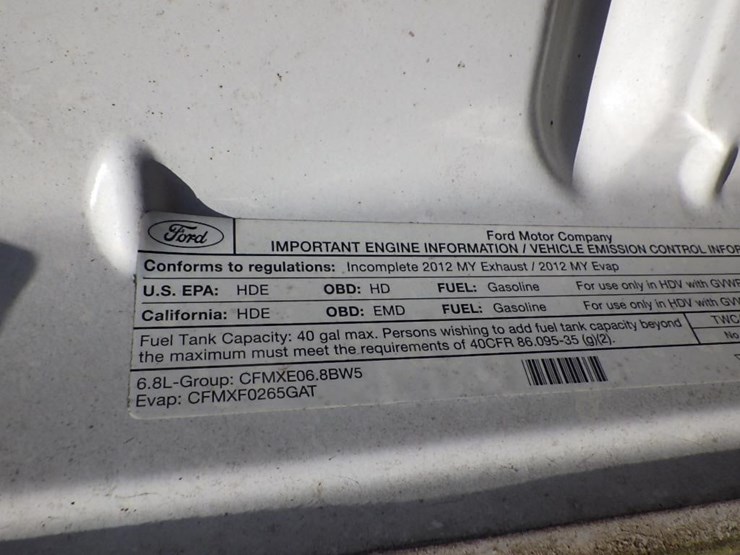 Ford
Ford Motor Company
IMPORTANT ENGINE INFORMATION / VEHICLE EMISSION CONTROL
Conforms to regulations: Incomplete 2012 MY Exhaust / 2012 MY Evap
U.S. EPA: HDE OBD: HD FUEL: Gasoline For use only in HDV with
California: HDE OBD: EMD FUEL: Gasoline For use only in HDV with
Fuel Tank Capacity: 40 gal max. Persons wishing to add fuel tank capacity beyond
the maximum must meet the requirements of 40CFR 86.095-35 (g)(2).
TWC
No
6.8L-Group: CFMXE06.8BW5
Evap: CFMXF0265GAT